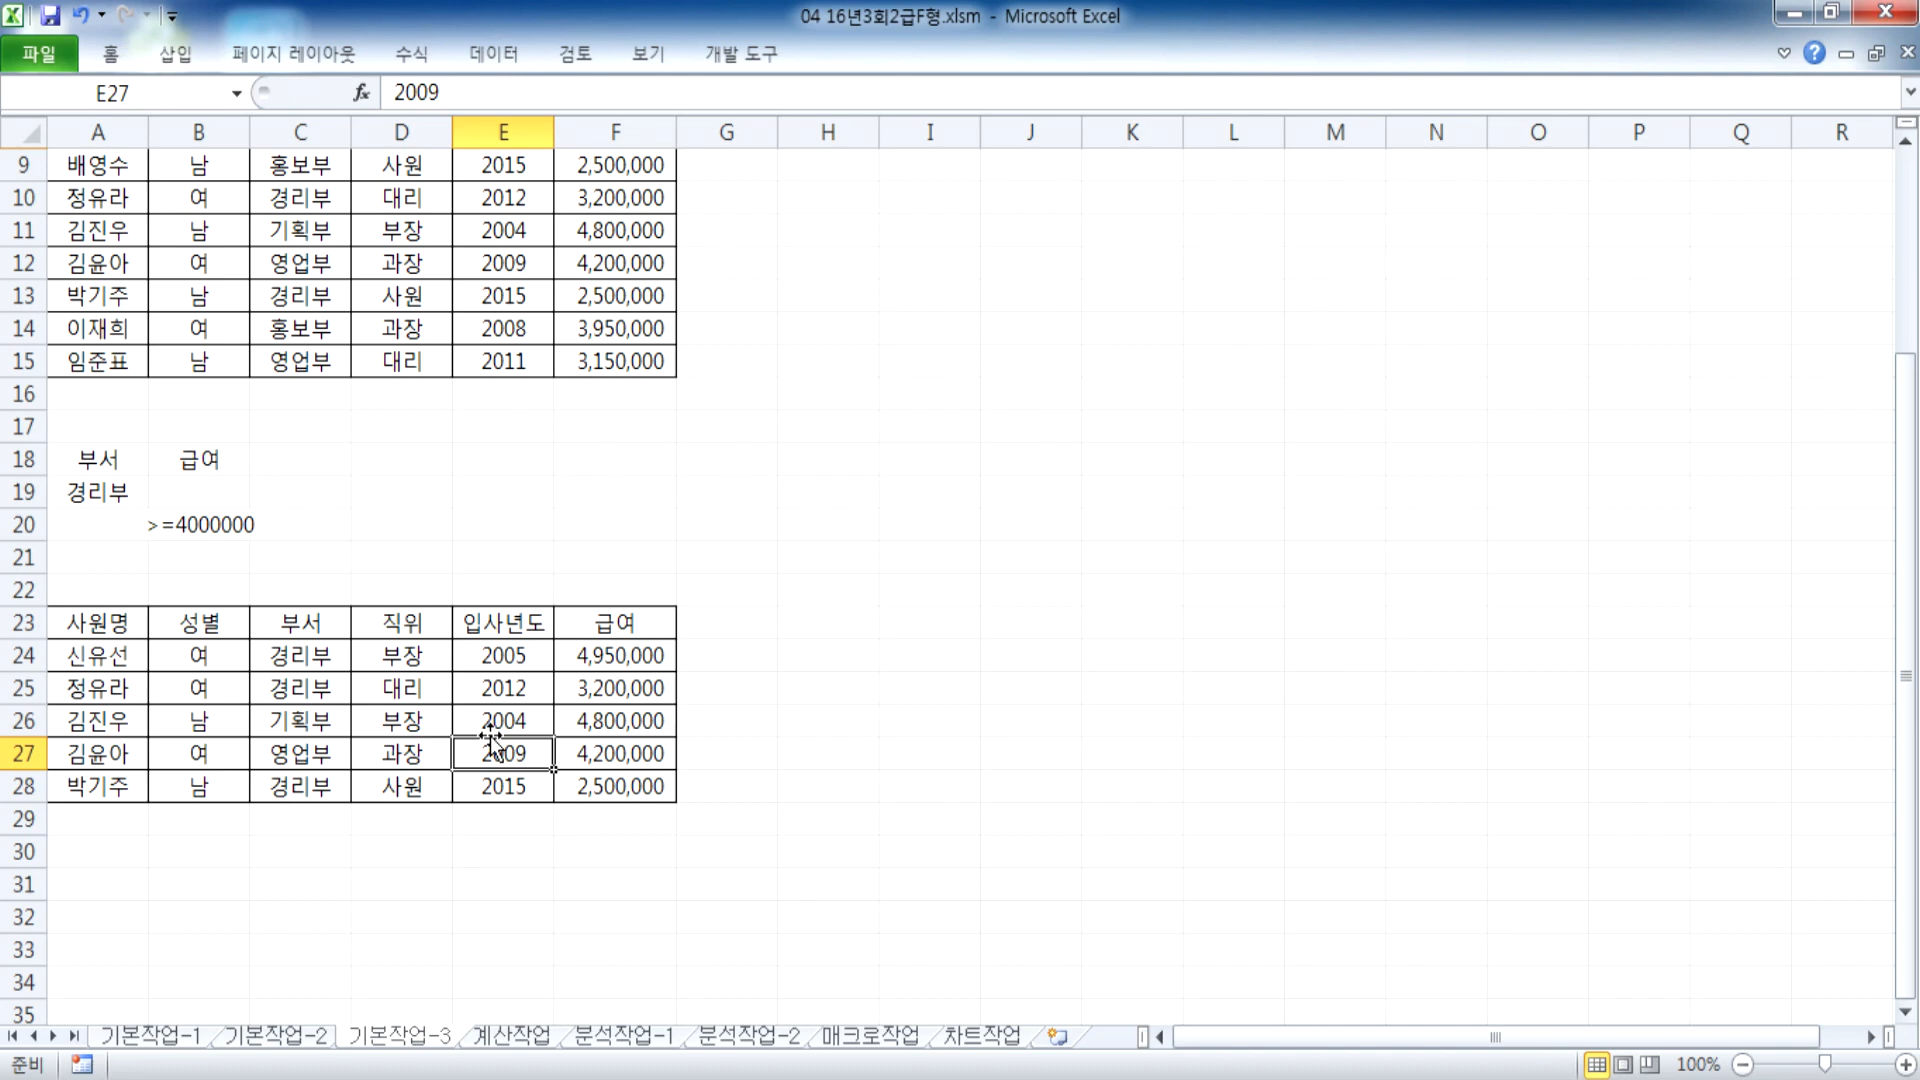 04 16년3회2급F형.xlsm - Microsoft Excel
파일 홈 삽입 페이지 레이아웃 수식 데이터 검토 보기 개발 도구
E27 fx 2009
A B C D E F G H I J K L M N O P Q R
9 배영수 남 홍보부 사원 2015 2,500,000
10 정유라 여 경리부 대리 2012 3,200,000
11 김진우 남 기획부 부장 2004 4,800,000
12 김윤아 여 영업부 과장 2009 4,200,000
13 박기주 남 경리부 사원 2015 2,500,000
14 이재희 여 홍보부 과장 2008 3,950,000
15 임준표 남 영업부 대리 2011 3,150,000
16
17
18 부서 급여
19 경리부
20 >=4000000
21
22
23 사원명 성별 부서 직위 입사년도 급여
24 신유선 여 경리부 부장 2005 4,950,000
25 정유라 여 경리부 대리 2012 3,200,000
26 김진우 남 기획부 부장 2004 4,800,000
27 김윤아 여 영업부 과장 2009 4,200,000
28 박기주 남 경리부 사원 2015 2,500,000
29
30
31
32
33
34
35
기본작업-1 기본작업-2 기본작업-3 계산작업 분석작업-1 분석작업-2 매크로작업 차트작업
준비 100%